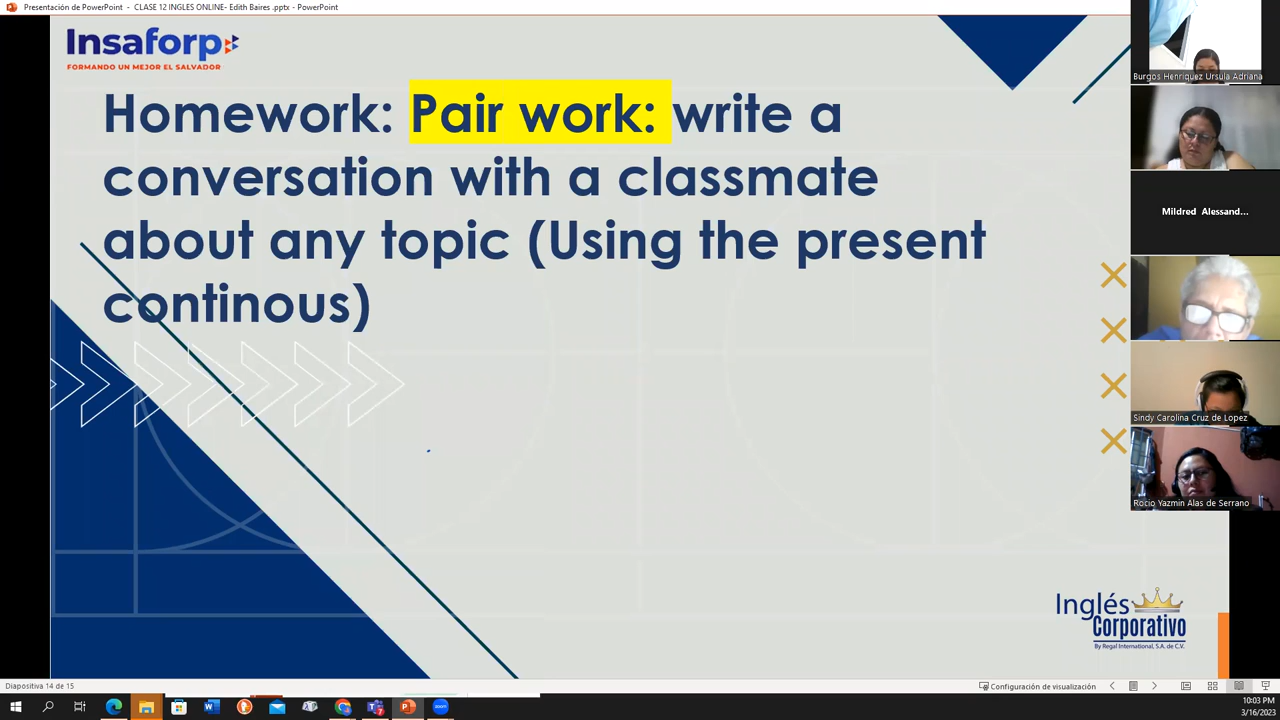 Presentación de PowerPoint - CLASE 12 INGLES ONLINE- Edith Baires .pptx - PowerPoint
Insaforp
FORMANDO UN MEJOR EL SALVADOR
Homework: Pair work: write a
conversation with a classmate
about any topic (Using the present
continous)
Burgos Henriquez Ursula Adriana
Mildred Alessand...
Sindy Carolina Cruz de Lopez
Rocio Yazmin Alas de Serrano
Inglés
Corporativo
By Regal International, S.A. de C.V.
Diapositiva 14 de 15
Configuración de visualización
zoom
10:03 PM
3/16/2023